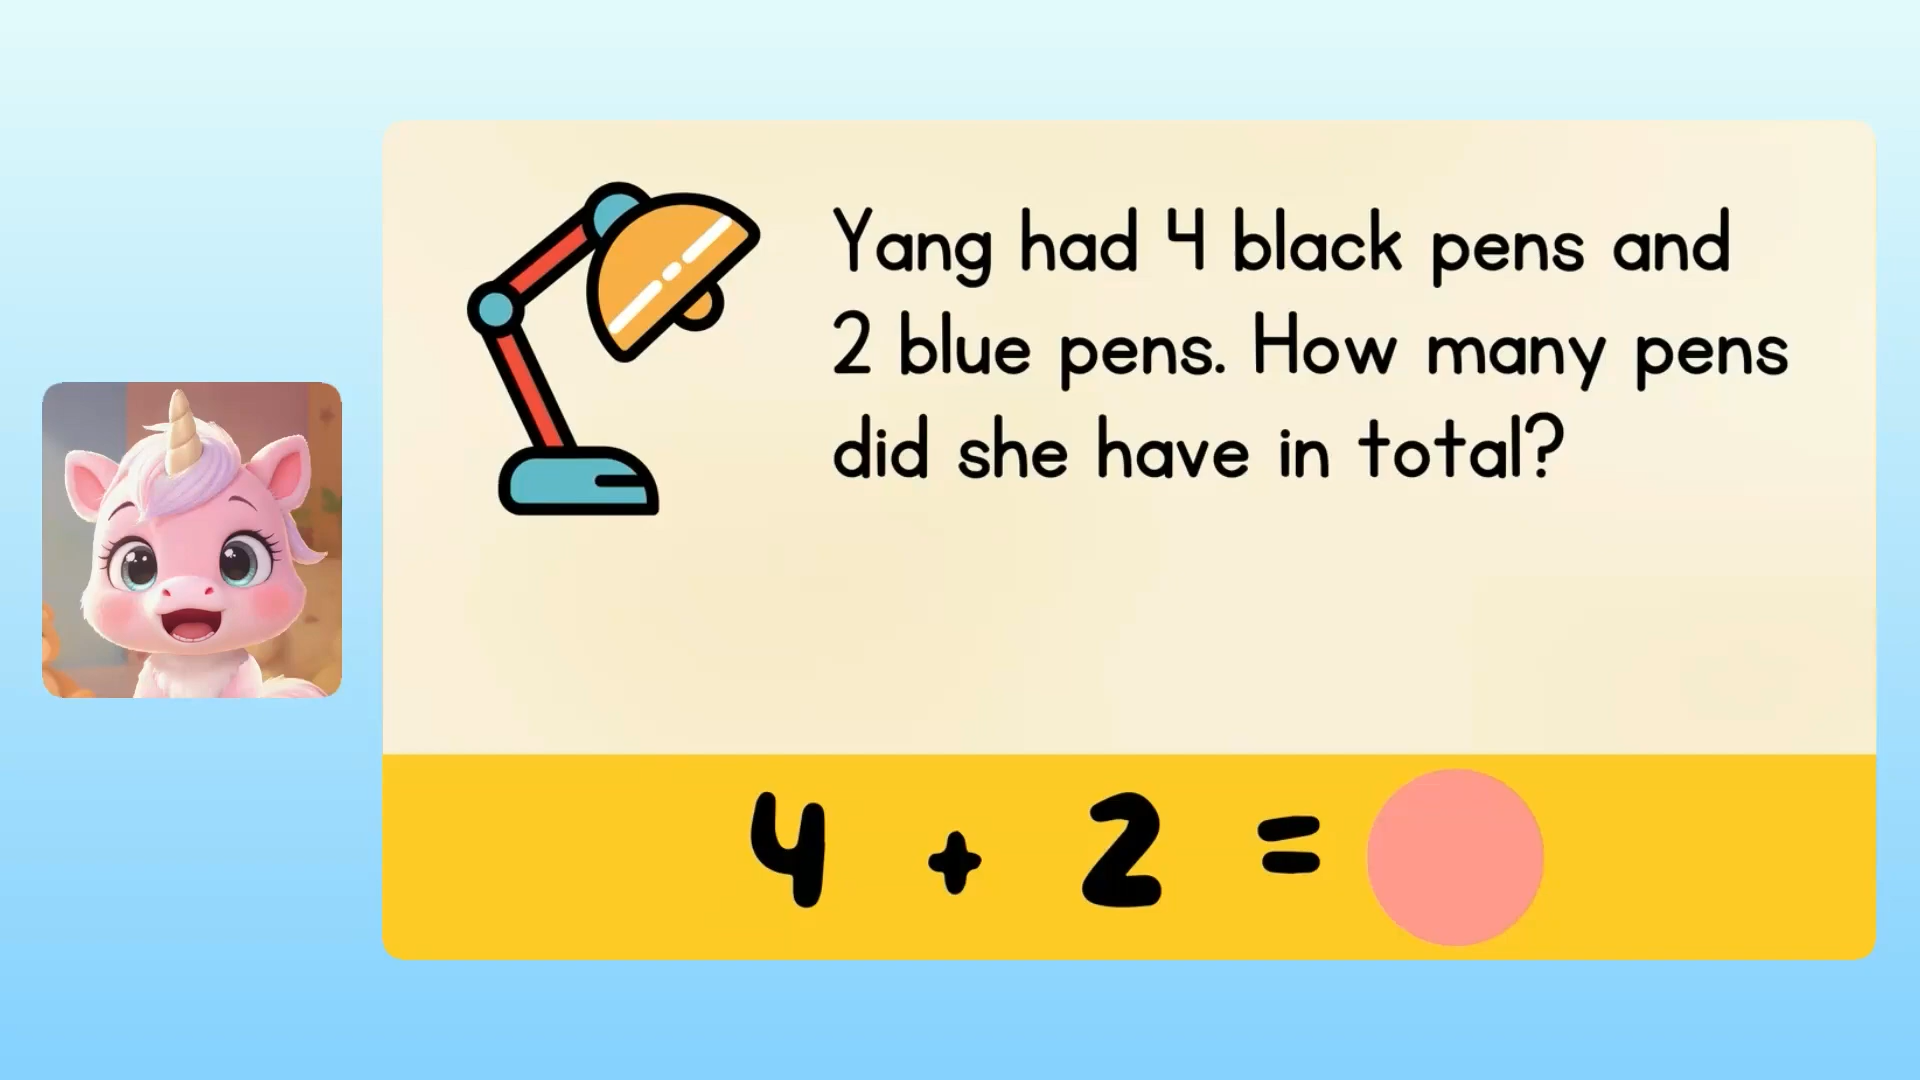 Yang had 4 black pens and
2 blue pens. How many pens
did she have in total?
4 + 2 =